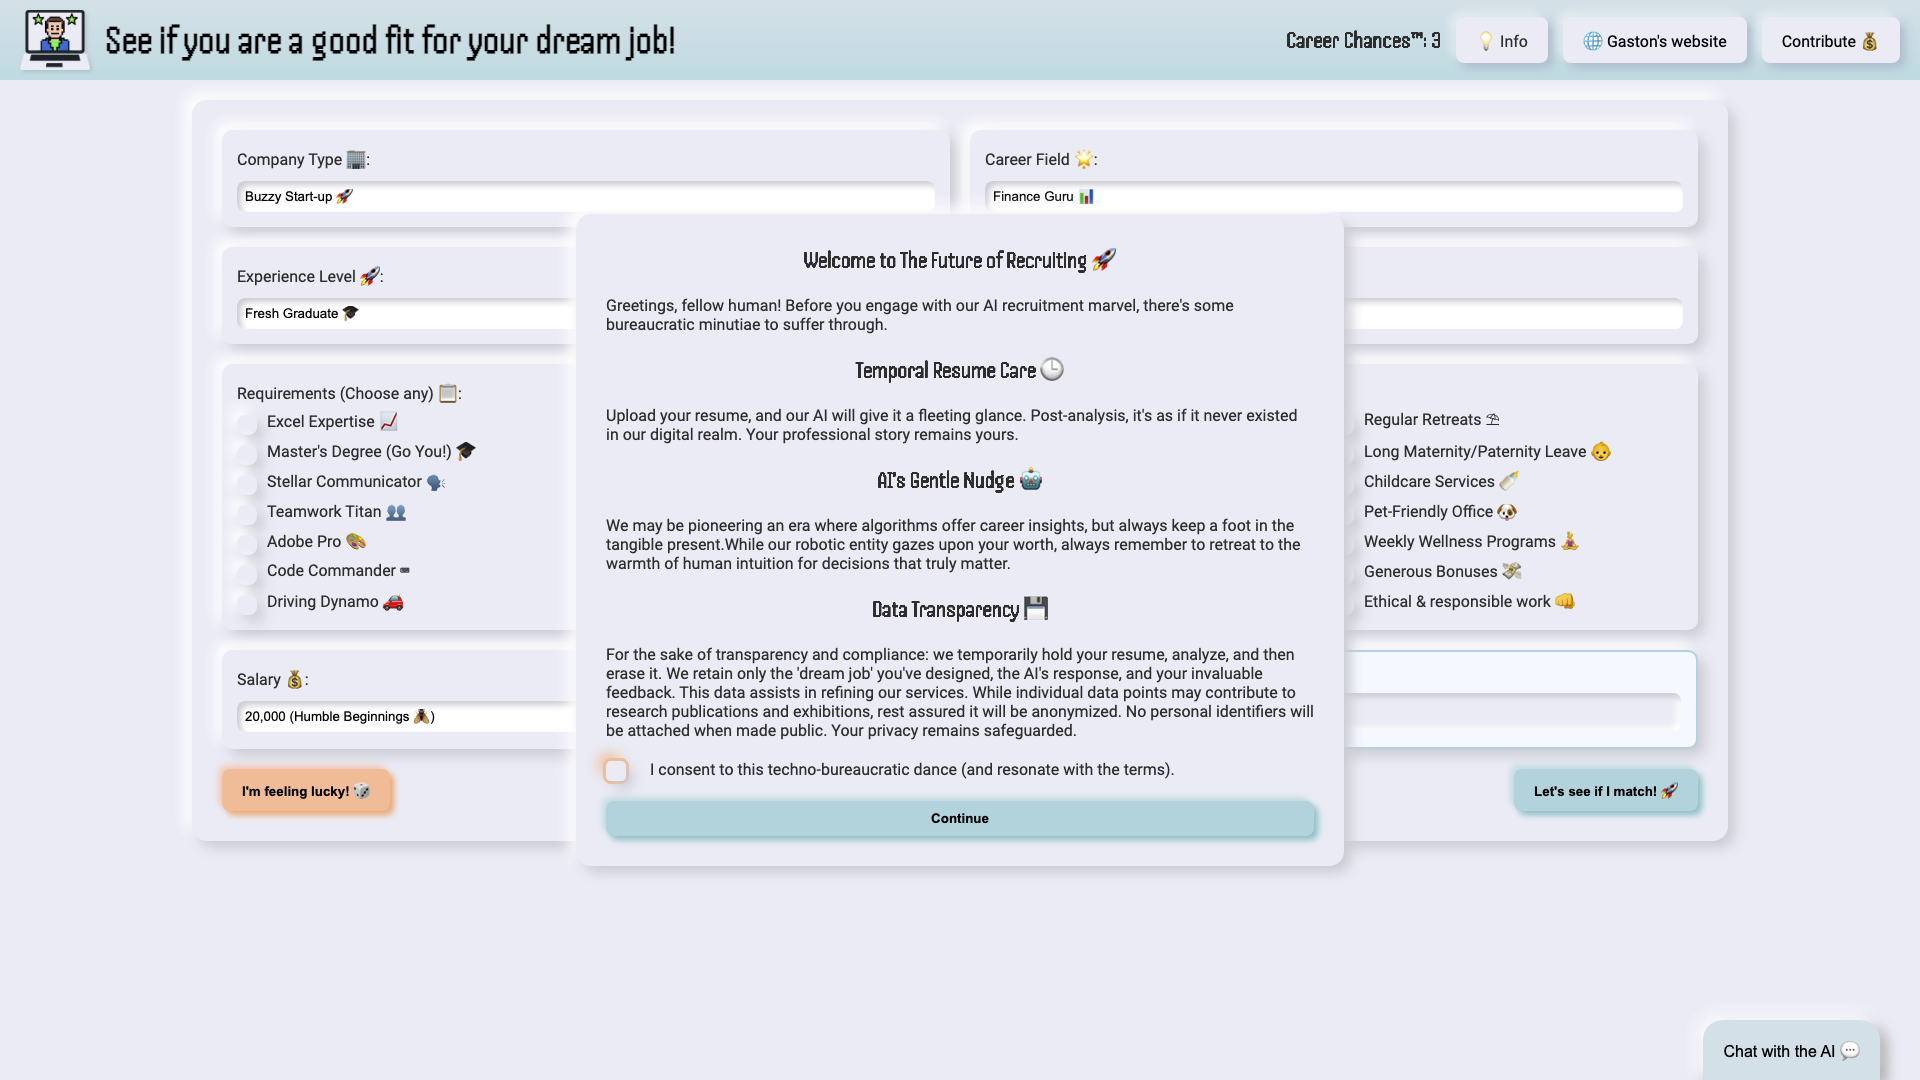 See if you are a good fit for your dream job!
Career Chances™: 3
💡 Info
🌐 Gaston's website
Contribute 💰
Company Type 🏢:
Buzzy Start-up 🚀
Career Field 🌟:
Finance Guru 📊
Experience Level 🚀:
Fresh Graduate 🎓
Requirements (Choose any) 📋:
Excel Expertise 📈
Master's Degree (Go You!) 🎓
Stellar Communicator 🗣️
Teamwork Titan 👥
Adobe Pro 🎨
Code Commander ⌨
Driving Dynamo 🚗
Salary 💰:
20,000 (Humble Beginnings 🪰)
I'm feeling lucky! 🎲
Welcome to The Future of Recruiting 🚀
Greetings, fellow human! Before you engage with our AI recruitment marvel, there's some
bureaucratic minutiae to suffer through.
Temporal Resume Care 🕒
Upload your resume, and our AI will give it a fleeting glance. Post-analysis, it's as if it never existed
in our digital realm. Your professional story remains yours.
AI's Gentle Nudge 🤖
We may be pioneering an era where algorithms offer career insights, but always keep a foot in the
tangible present.While our robotic entity gazes upon your worth, always remember to retreat to the
warmth of human intuition for decisions that truly matter.
Data Transparency 💾
For the sake of transparency and compliance: we temporarily hold your resume, analyze, and then
erase it. We retain only the 'dream job' you've designed, the AI's response, and your invaluable
feedback. This data assists in refining our services. While individual data points may contribute to
research publications and exhibitions, rest assured it will be anonymized. No personal identifiers will
be attached when made public. Your privacy remains safeguarded.
I consent to this techno-bureaucratic dance (and resonate with the terms).
Continue
Regular Retreats ⛱
Long Maternity/Paternity Leave 👶
Childcare Services 🍼
Pet-Friendly Office 🐶
Weekly Wellness Programs 🧘
Generous Bonuses 💸
Ethical & responsible work 👊
Let's see if I match! 🚀
Chat with the AI 💬